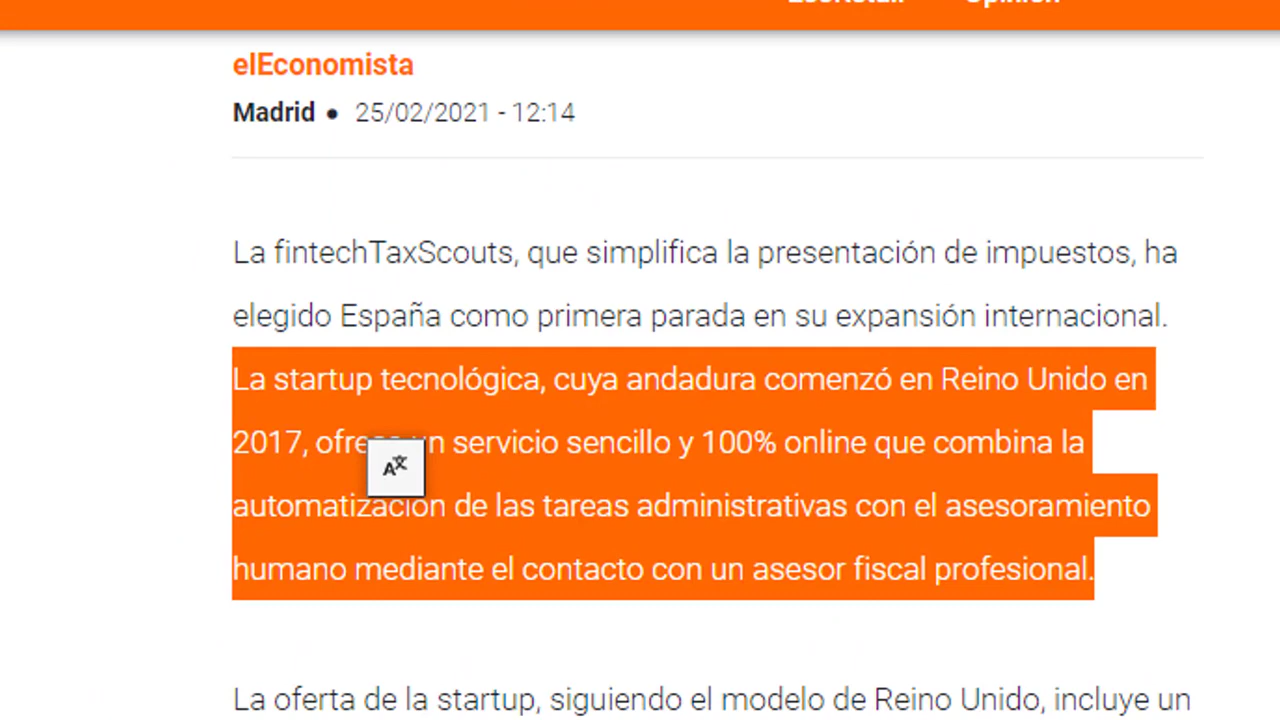 elEconomista
Madrid ● 25/02/2021 - 12:14
La fintechTaxScouts, que simplifica la presentación de impuestos, ha
elegido España como primera parada en su expansión internacional.
La startup tecnológica, cuya andadura comenzó en Reino Unido en
2017, ofrece un servicio sencillo y 100% online que combina la
automatización de las tareas administrativas con el asesoramiento
humano mediante el contacto con un asesor fiscal profesional.
La oferta de la startup, siguiendo el modelo de Reino Unido, incluye un